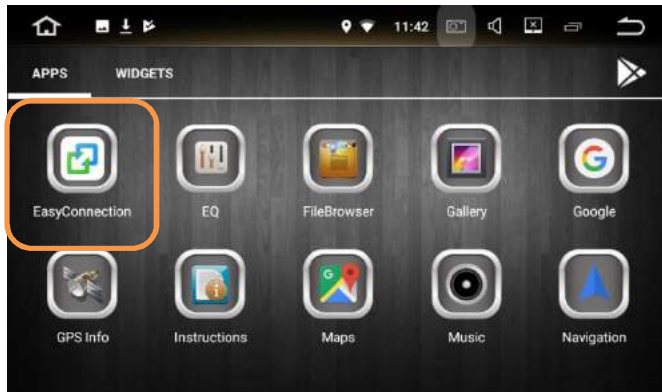 11:42
APPS WIDGETS
EasyConnection EQ FileBrowser Gallery Google
GPS Info Instructions Maps Music Navigation